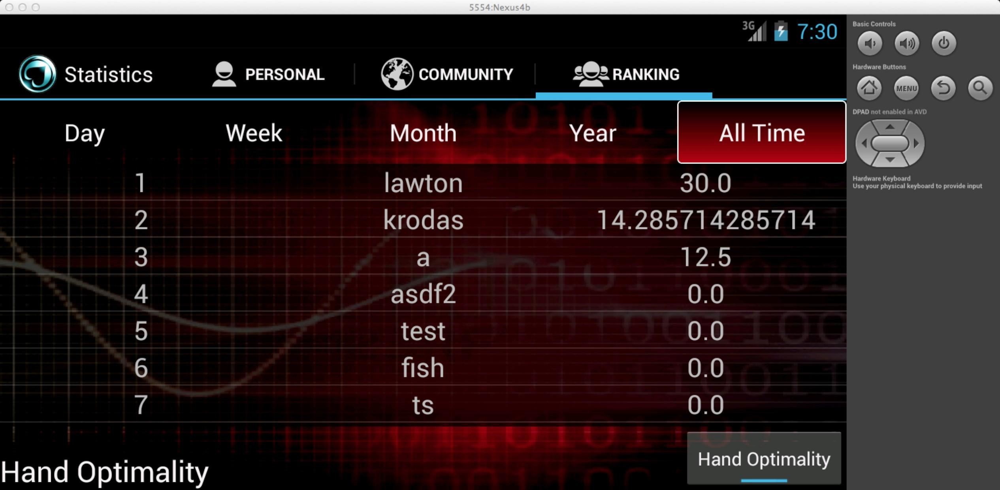 5554:Nexus4b
3G 7:30
Statistics PERSONAL COMMUNITY RANKING
Day Week Month Year All Time
1 lawton 30.0
2 krodas 14.285714285714
3 a 12.5
4 asdf2 0.0
5 test 0.0
6 fish 0.0
7 ts 0.0
Hand Optimality
Hand Optimality
Basic Controls
Hardware Buttons
MENU
DPAD not enabled in AVD
Hardware Keyboard
Use your physical keyboard to provide input